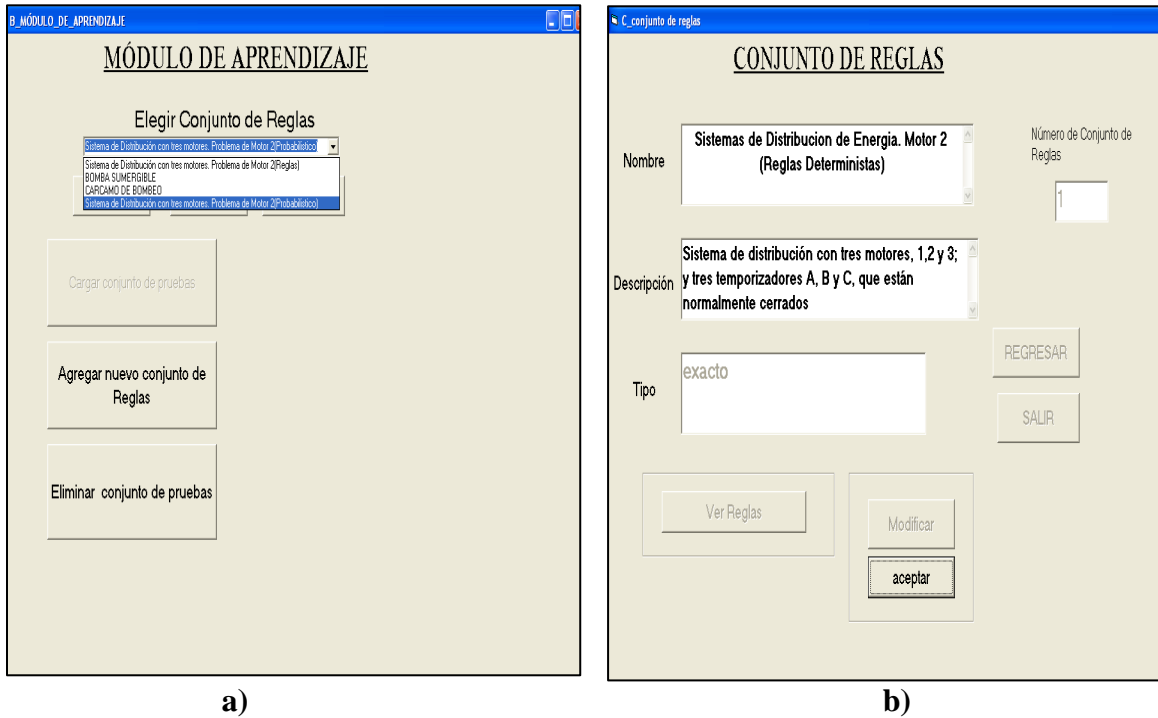 B_MÓDULO_DE_APRENDIZAJE
MÓDULO DE APRENDIZAJE
Elegir Conjunto de Reglas
Sistema de Distribución con tres motores. Problema de Motor 2(Probabilístico
Sistema de Distribución con tres motores. Problema de Motor 2(Reglas)
BOMBA SUMERGIBLE
CARCAMO DE BOMBEO
Sistema de Distribución con tres motores. Problema de Motor 2(Probabilístico)
Cargar conjunto de pruebas
Agregar nuevo conjunto de
Reglas
Eliminar conjunto de pruebas
a)
C_conjunto de reglas
CONJUNTO DE REGLAS
Nombre
Sistemas de Distribucion de Energia. Motor 2
(Reglas Deterministas)
Número de Conjunto de
Reglas
1
Descripción
Sistema de distribución con tres motores, 1,2 y 3;
y tres temporizadores A, B y C, que están
normalmente cerrados
Tipo
exacto
REGRESAR
SALIR
Ver Reglas
Modificar
aceptar
b)